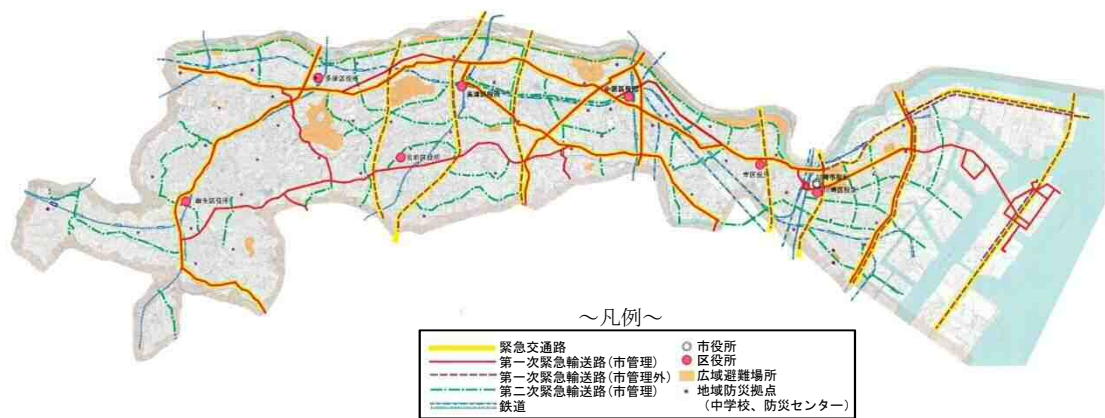 多摩区役所
高津区役所
中原区役所
宮前区役所
麻生区役所
幸区役所
川崎市役所
川崎区役所
～凡例～
緊急交通路
第一次緊急輸送路(市管理)
第一次緊急輸送路(市管理外)
第二次緊急輸送路(市管理)
鉄道
市役所
区役所
広域避難場所
地域防災拠点
(中学校、防災センター)